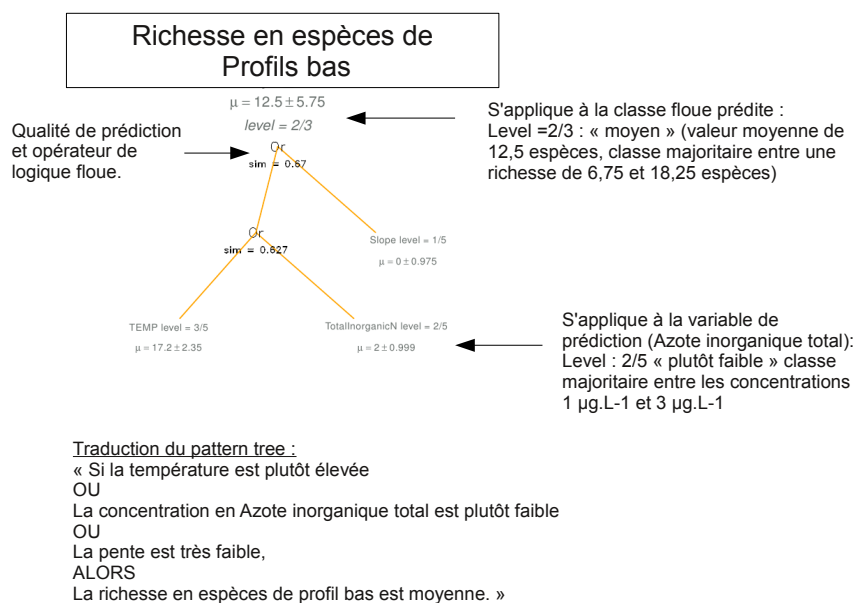 Richesse en espèces de
Profils bas
μ = 12.5 ± 5.75
level = 2/3
Qualité de prédiction
et opérateur de
logique floue.
S'applique à la classe floue prédite :
Level =2/3 : « moyen » (valeur moyenne de
12,5 espèces, classe majoritaire entre une
richesse de 6,75 et 18,25 espèces)
Or
sim = 0.67
Or
sim = 0.627
Slope level = 1/5
μ = 0 ± 0.975
TEMP level = 3/5
μ = 17.2 ± 2.35
TotalInorganicN level = 2/5
μ = 2 ± 0.999
S'applique à la variable de
prédiction (Azote inorganique total):
Level : 2/5 « plutôt faible » classe
majoritaire entre les concentrations
1 μg.L-1 et 3 μg.L-1
Traduction du pattern tree :
« Si la température est plutôt élevée
OU
La concentration en Azote inorganique total est plutôt faible
OU
La pente est très faible,
ALORS
La richesse en espèces de profil bas est moyenne. »